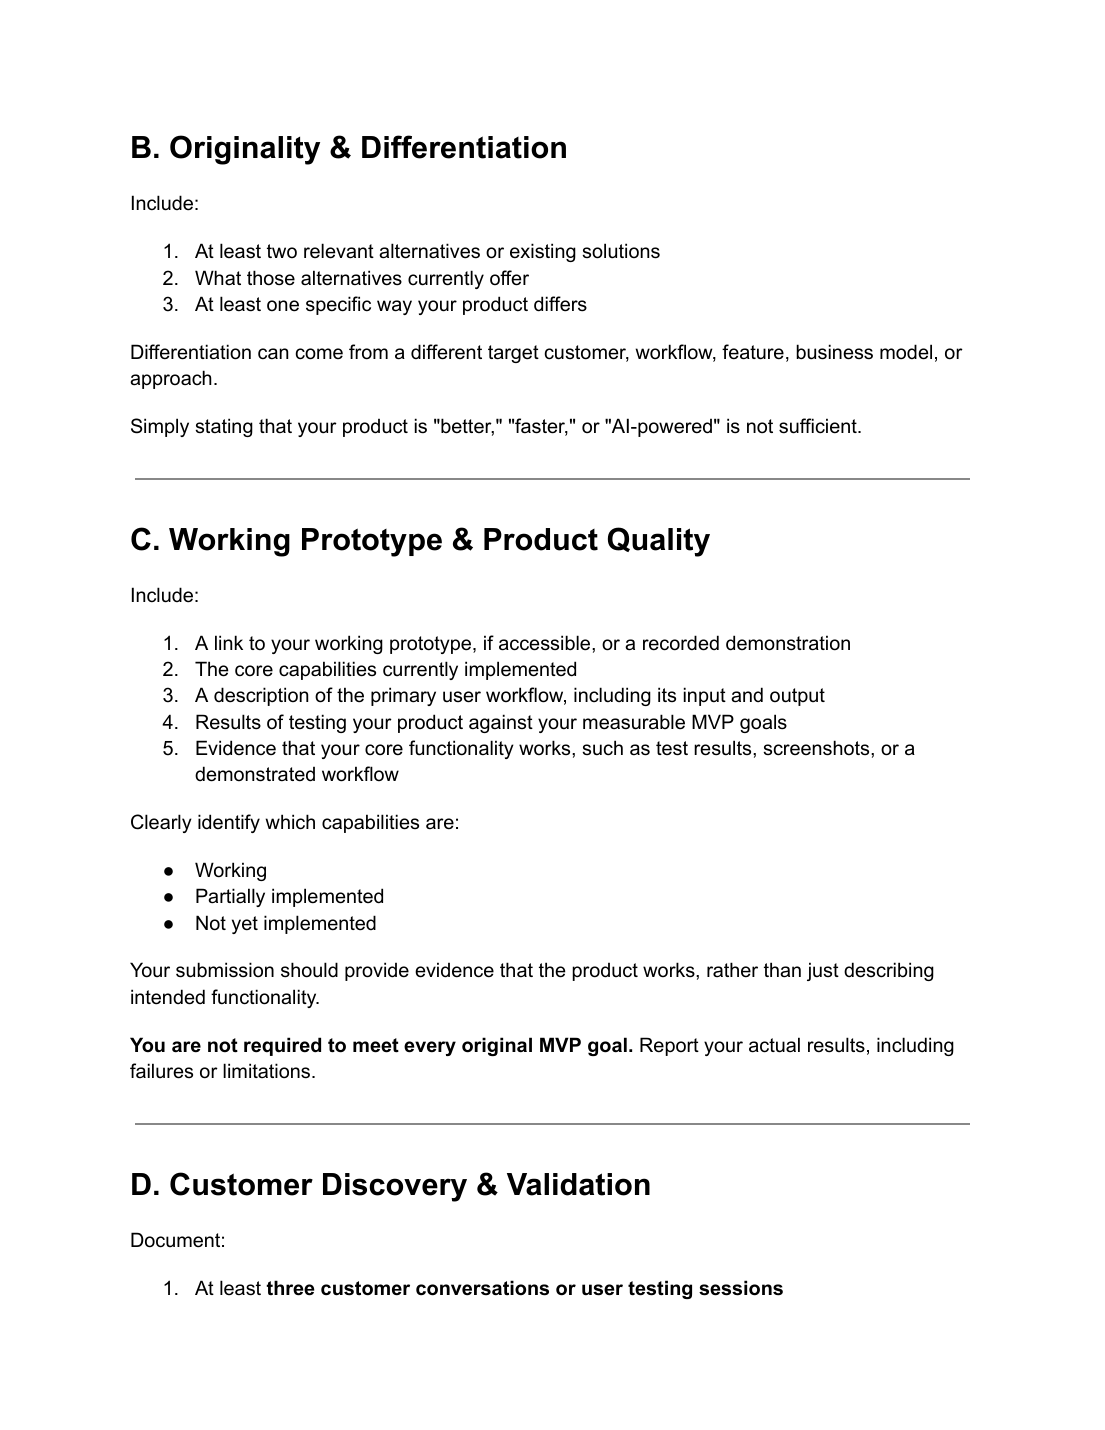 B. Originality & Differentiation
Include:
1. At least two relevant alternatives or existing solutions
2. What those alternatives currently offer
3. At least one specific way your product differs
Differentiation can come from a different target customer, workflow, feature, business model, or
approach.
Simply stating that your product is "better," "faster," or "AI-powered" is not sufficient.
C. Working Prototype & Product Quality
Include:
1. A link to your working prototype, if accessible, or a recorded demonstration
2. The core capabilities currently implemented
3. A description of the primary user workflow, including its input and output
4. Results of testing your product against your measurable MVP goals
5. Evidence that your core functionality works, such as test results, screenshots, or a
demonstrated workflow
Clearly identify which capabilities are:
● Working
● Partially implemented
● Not yet implemented
Your submission should provide evidence that the product works, rather than just describing
intended functionality.
You are not required to meet every original MVP goal. Report your actual results, including
failures or limitations.
D. Customer Discovery & Validation
Document:
1. At least three customer conversations or user testing sessions